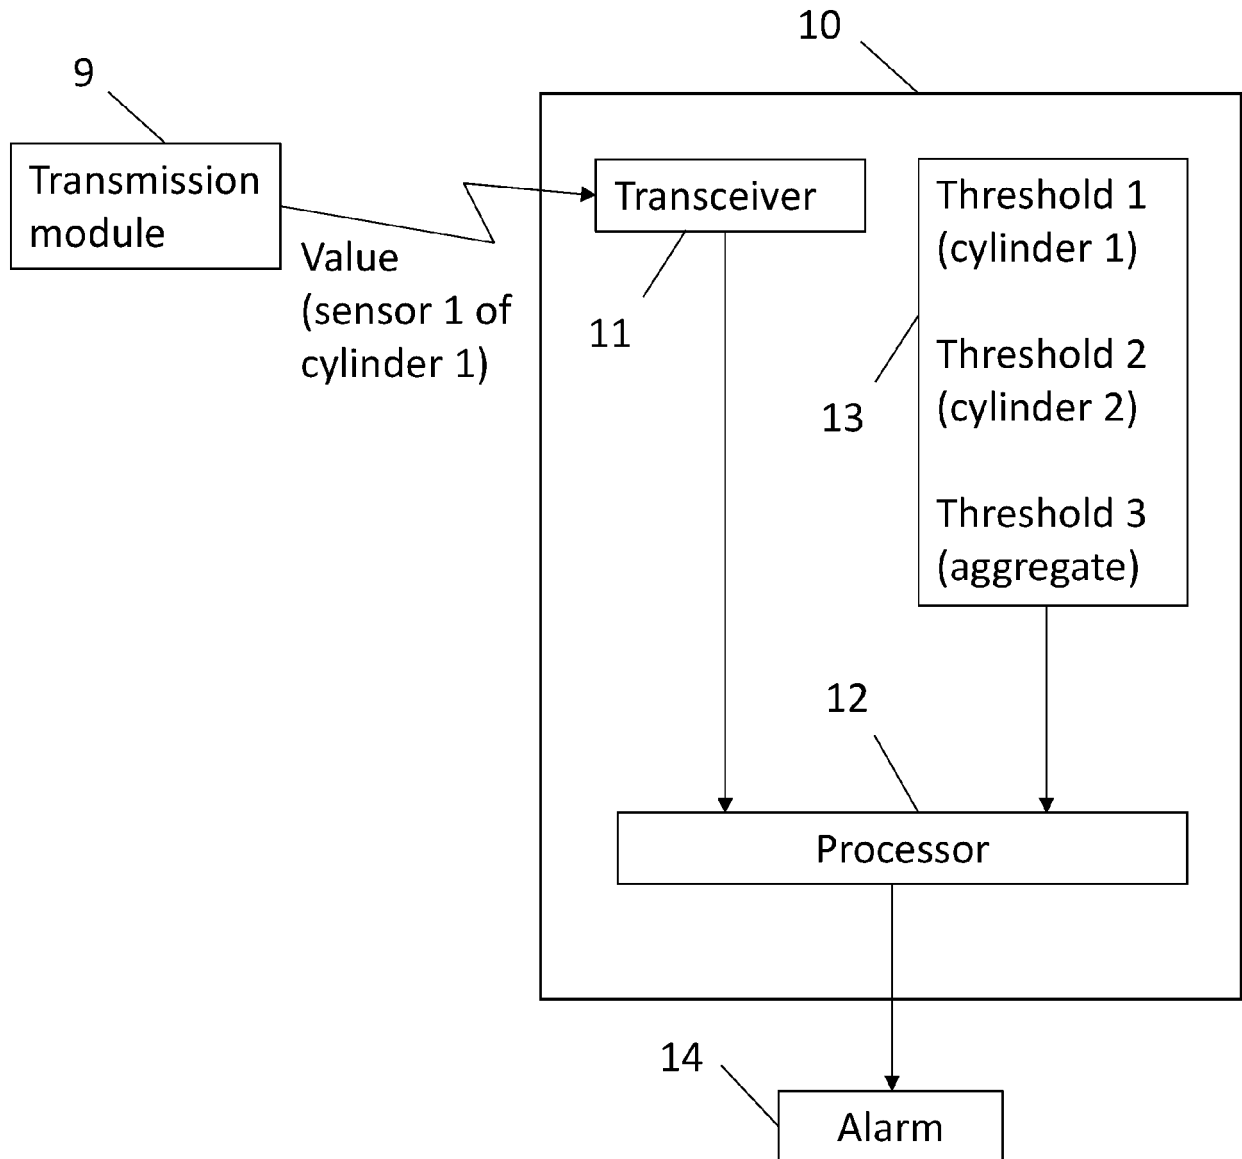 10
9
Transmission
module
Transceiver
Value
(sensor 1 of
cylinder 1)
11
Threshold 1
(cylinder 1)
Threshold 2
(cylinder 2)
Threshold 3
(aggregate)
13
12
Processor
14
Alarm